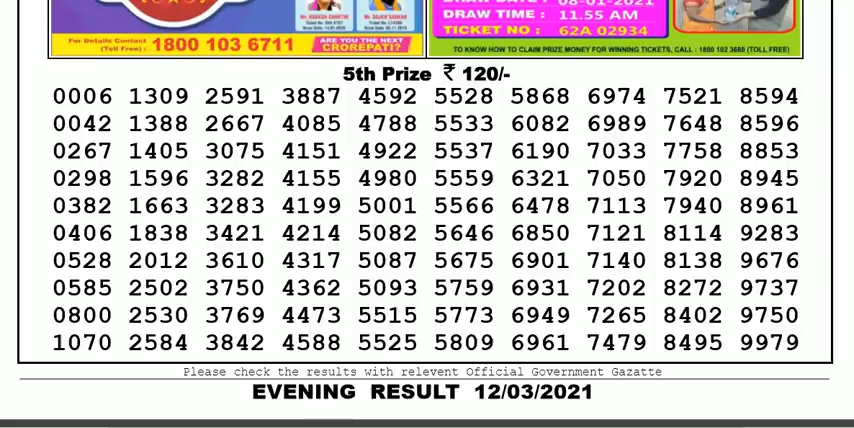 DRAW TIME : 11.55 AM
TICKET NO : 62A 02934
For Details Contact
(Toll Free) : 1800 103 6711
ARE YOU THE NEXT
CROREPATI?
TO KNOW HOW TO CLAIM PRIZE MONEY FOR WINNING TICKETS, CALL : 1800 102 3680 (TOLL FREE)
5th Prize ₹ 120/-
0006 1309 2591 3887 4592 5528 5868 6974 7521 8594
0042 1388 2667 4085 4788 5533 6082 6989 7648 8596
0267 1405 3075 4151 4922 5537 6190 7033 7758 8853
0298 1596 3282 4155 4980 5559 6321 7050 7920 8945
0382 1663 3283 4199 5001 5566 6478 7113 7940 8961
0406 1838 3421 4214 5082 5646 6850 7121 8114 9283
0528 2012 3610 4317 5087 5675 6901 7140 8138 9676
0585 2502 3750 4362 5093 5759 6931 7202 8272 9737
0800 2530 3769 4473 5515 5773 6949 7265 8402 9750
1070 2584 3842 4588 5525 5809 6961 7479 8495 9979
Please check the results with relevent Official Government Gazatte
EVENING RESULT 12/03/2021